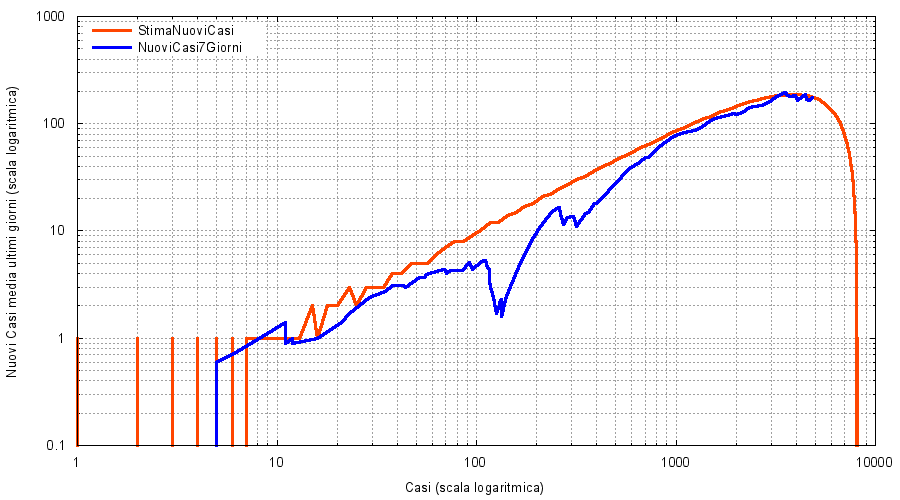 1000
StimaNuoviCasi
NuoviCasi7Giorni
100
10
1
0.1
Nuovi Casi media ultimi giorni (scala logaritmica)
1 10 100 1000 10000
Casi (scala logaritmica)